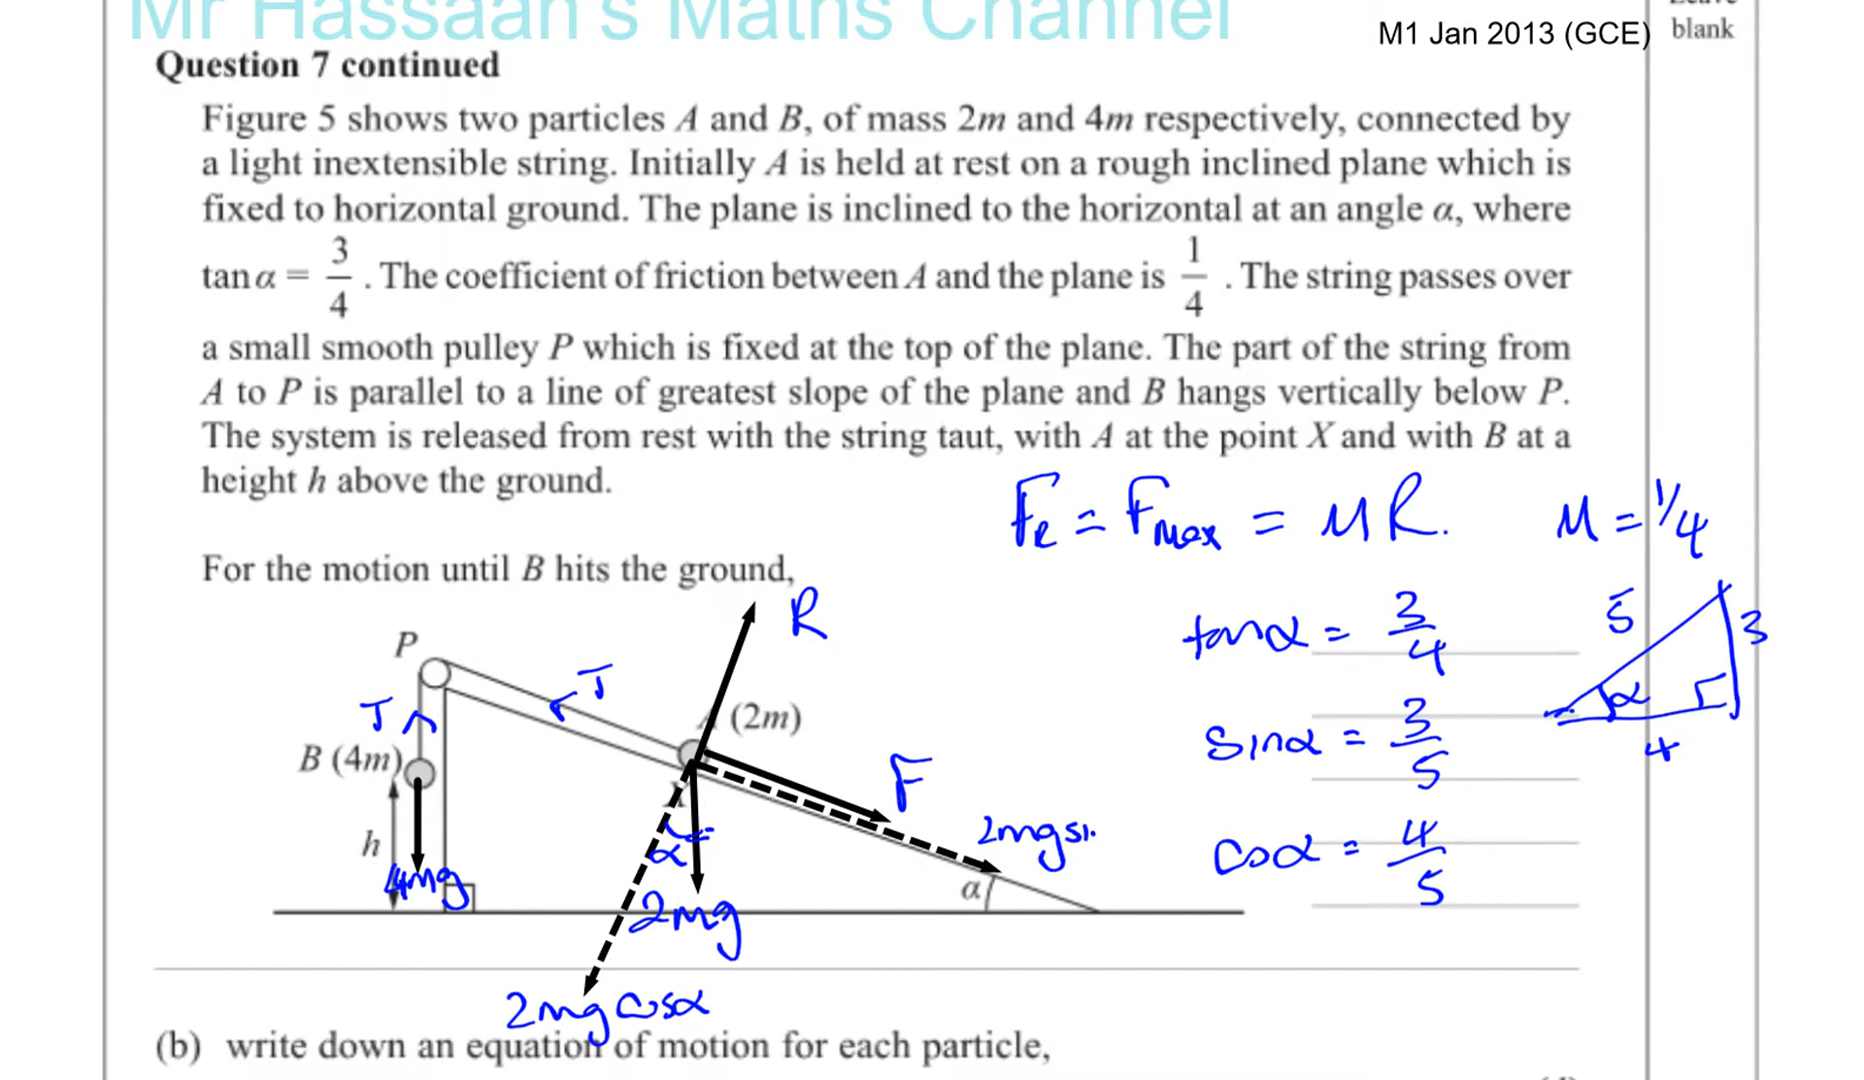 Mr Hassaan's Maths Channel
M1 Jan 2013 (GCE)
blank
Question 7 continued
Figure 5 shows two particles A and B, of mass 2m and 4m respectively, connected by
a light inextensible string. Initially A is held at rest on a rough inclined plane which is
fixed to horizontal ground. The plane is inclined to the horizontal at an angle α, where
tan α = 3/4 . The coefficient of friction between A and the plane is 1/4 . The string passes over
a small smooth pulley P which is fixed at the top of the plane. The part of the string from
A to P is parallel to a line of greatest slope of the plane and B hangs vertically below P.
The system is released from rest with the string taut, with A at the point X and with B at a
height h above the ground.
F_R = F_Max = μR. μ = 1/4
For the motion until B hits the ground,
R
tanα = 3/4
5
3
α
4
P
T
T
(2m)
B (4m)
F
sinα = 3/5
h
α
2mgsi
cosα = 4/5
4mg
2mg
α
2mgcosα
(b) write down an equation of motion for each particle,